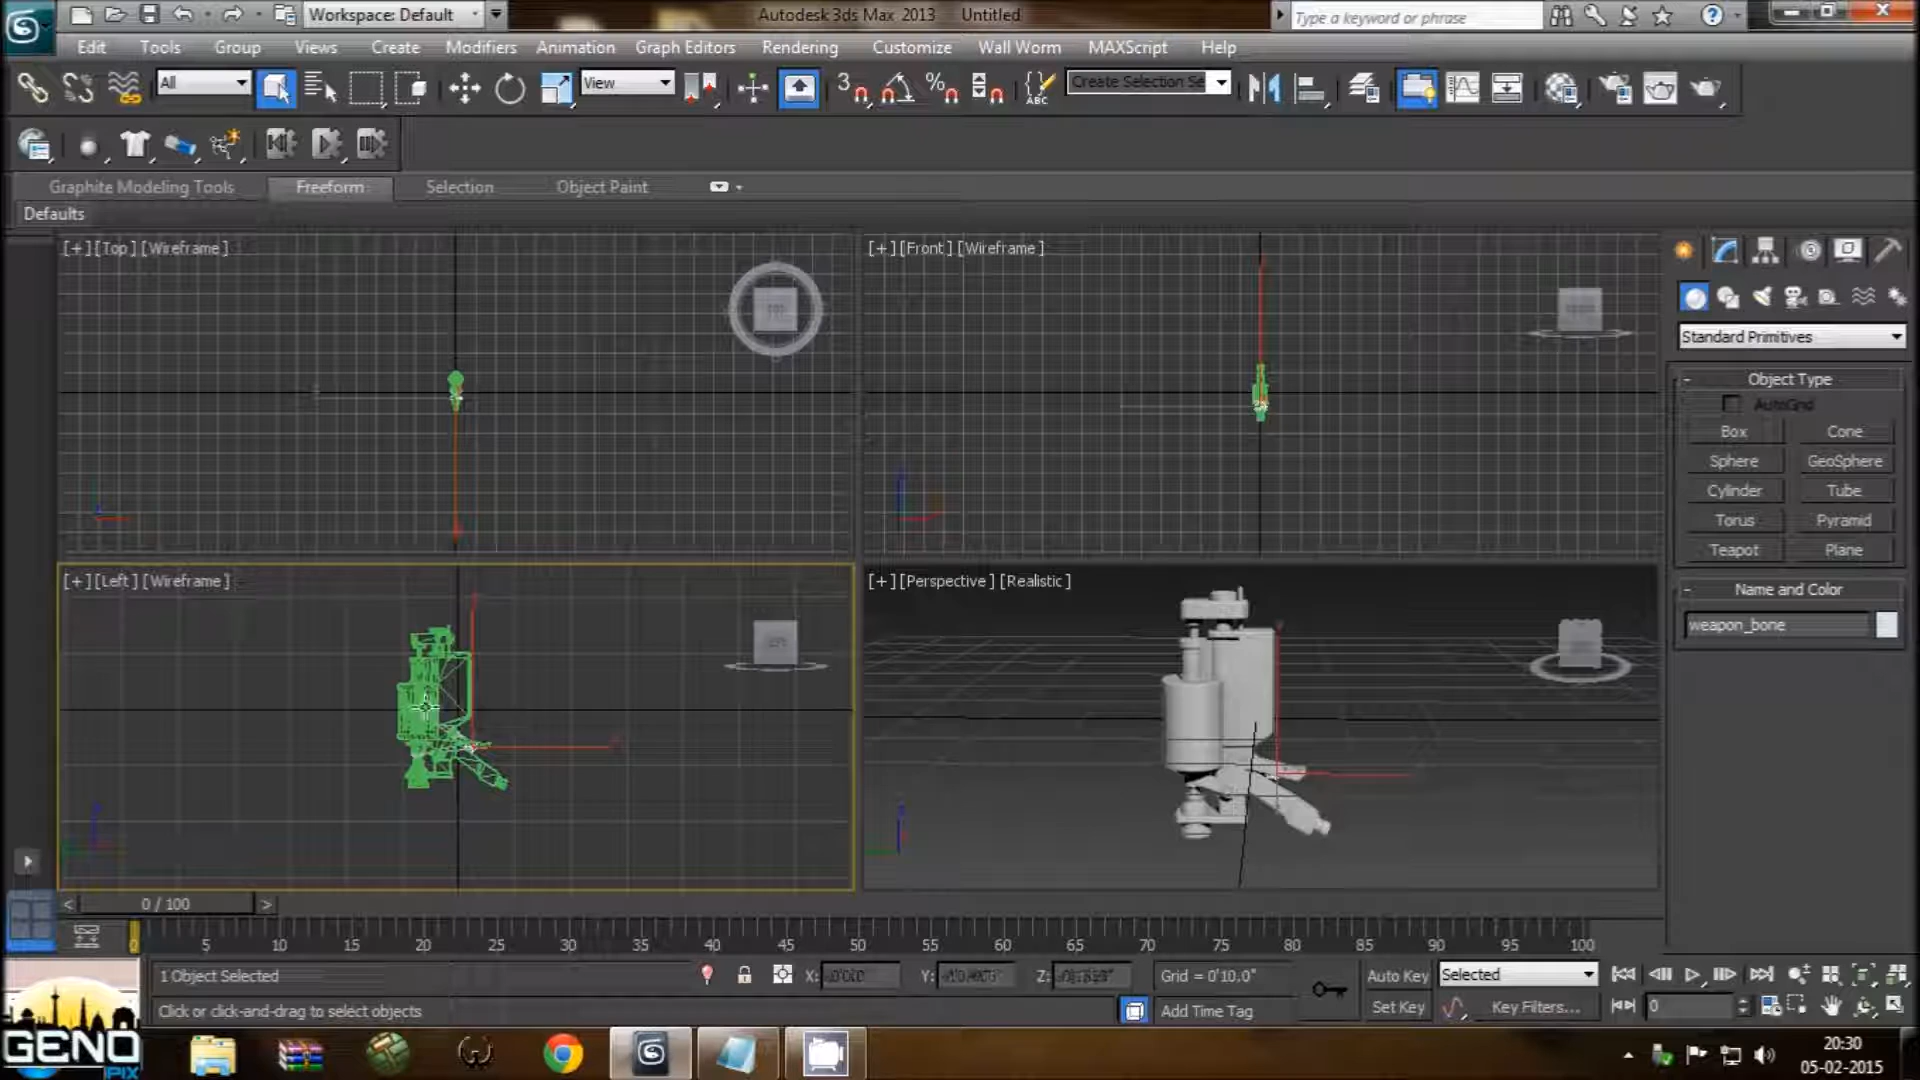 Workspace: Default
Autodesk 3ds Max 2013 Untitled
Type a keyword or phrase
Edit Tools Group Views Create Modifiers Animation Graph Editors Rendering Customize Wall Worm MAXScript Help
All
View
3
%
ABC
Create Selection Se
Graphite Modeling Tools Freeform Selection Object Paint
Defaults
[+][Top][Wireframe]
[+][Front][Wireframe]
Standard Primitives
- Object Type
AutoGrid
Box Cone
Sphere GeoSphere
Cylinder Tube
Torus Pyramid
Teapot Plane
[+][Left][Wireframe]
[+][Perspective][Realistic]
- Name and Color
weapon_bone
< 0 / 100 >
0 5 10 15 20 25 30 35 40 45 50 55 60 65 70 75 80 85 90 95 100
1 Object Selected
X: Y: Z:
Grid = 0'10.0"
Auto Key Selected
Click or click-and-drag to select objects
Add Time Tag
Set Key Key Filters... 0
GENO
PIX
20:30
05-02-2015